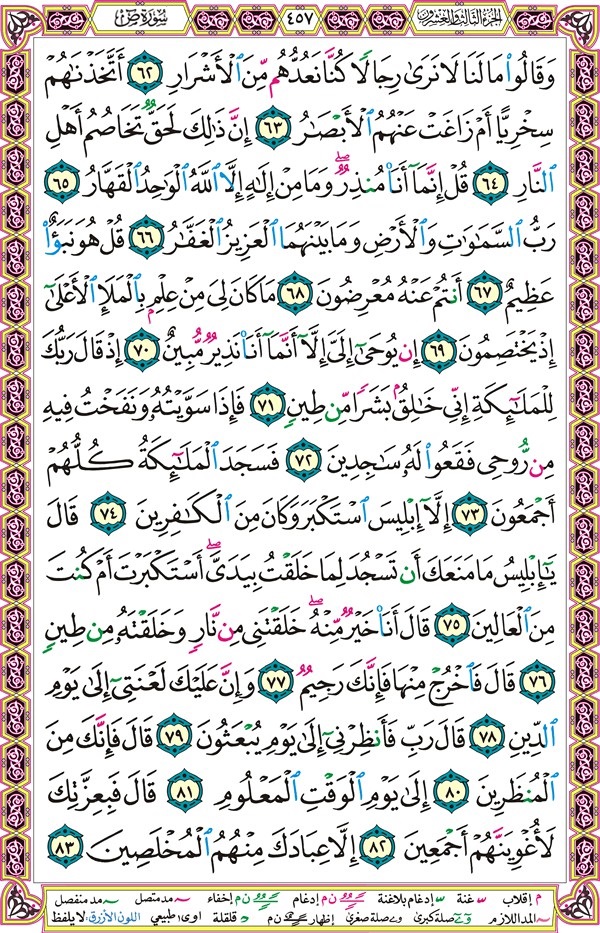 الجزء الثالث والعشرون ٤٥٧ سورة ص
وَقَالُوا۟ مَا لَنَا لَا نَرَىٰ رِجَالًا كُنَّا نَعُدُّهُم مِّنَ ٱلْأَشْرَارِ ٦٢ أَتَّخَذْنَـٰهُمْ
سِخْرِيًّا أَمْ زَاغَتْ عَنْهُمُ ٱلْأَبْصَـٰرُ ٦٣ إِنَّ ذَٰلِكَ لَحَقٌّ تَخَاصُمُ أَهْلِ
ٱلنَّارِ ٦٤ قُلْ إِنَّمَآ أَنَا۠ مُنذِرٌ ۖ وَمَا مِنْ إِلَـٰهٍ إِلَّا ٱللَّهُ ٱلْوَٰحِدُ ٱلْقَهَّارُ ٦٥
رَبُّ ٱلسَّمَـٰوَٰتِ وَٱلْأَرْضِ وَمَا بَيْنَهُمَا ٱلْعَزِيزُ ٱلْغَفَّـٰرُ ٦٦ قُلْ هُوَ نَبَؤٌا۟
عَظِيمٌ ٦٧ أَنتُمْ عَنْهُ مُعْرِضُونَ ٦٨ مَا كَانَ لِىَ مِنْ عِلْمٍۭ بِٱلْمَلَإِ ٱلْأَعْلَىٰٓ
إِذْ يَخْتَصِمُونَ ٦٩ إِن يُوحَىٰٓ إِلَىَّ إِلَّآ أَنَّمَآ أَنَا۠ نَذِيرٌ مُّبِينٌ ٧٠ إِذْ قَالَ رَبُّكَ
لِلْمَلَـٰٓئِكَةِ إِنِّى خَـٰلِقٌۢ بَشَرًا مِّن طِينٍ ٧١ فَإِذَا سَوَّيْتُهُۥ وَنَفَخْتُ فِيهِ
مِن رُّوحِى فَقَعُوا۟ لَهُۥ سَـٰجِدِينَ ٧٢ فَسَجَدَ ٱلْمَلَـٰٓئِكَةُ كُلُّهُمْ
أَجْمَعُونَ ٧٣ إِلَّآ إِبْلِيسَ ٱسْتَكْبَرَ وَكَانَ مِنَ ٱلْكَـٰفِرِينَ ٧٤ قَالَ
يَـٰٓإِبْلِيسُ مَا مَنَعَكَ أَن تَسْجُدَ لِمَا خَلَقْتُ بِيَدَىَّ ۖ أَسْتَكْبَرْتَ أَمْ كُنتَ
مِنَ ٱلْعَالِينَ ٧٥ قَالَ أَنَا۠ خَيْرٌ مِّنْهُ ۖ خَلَقْتَنِى مِن نَّارٍ وَخَلَقْتَهُۥ مِن طِينٍ
٧٦ قَالَ فَٱخْرُجْ مِنْهَا فَإِنَّكَ رَجِيمٌ ٧٧ وَإِنَّ عَلَيْكَ لَعْنَتِىٓ إِلَىٰ يَوْمِ
ٱلدِّينِ ٧٨ قَالَ رَبِّ فَأَنظِرْنِىٓ إِلَىٰ يَوْمِ يُبْعَثُونَ ٧٩ قَالَ فَإِنَّكَ مِنَ
ٱلْمُنظَرِينَ ٨٠ إِلَىٰ يَوْمِ ٱلْوَقْتِ ٱلْمَعْلُومِ ٨١ قَالَ فَبِعِزَّتِكَ
لَأُغْوِيَنَّهُمْ أَجْمَعِينَ ٨٢ إِلَّا عِبَادَكَ مِنْهُمُ ٱلْمُخْلَصِينَ ٨٣
م إقلاب غنة إدغام بلاغنة ن م إدغام ن م إخفاء مد متصل مد منفصل
المد اللازم صلة كبرى صلة صغرى إظهار ن م قلقلة اوى طبيعي اللون الأزرق: لا يلفظ